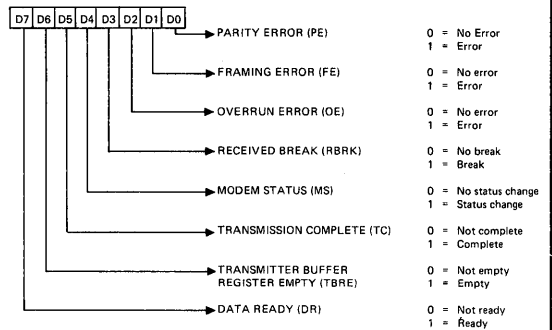 D7 D6 D5 D4 D3 D2 D1 D0
PARITY ERROR (PE) 0 = No Error
1 = Error
FRAMING ERROR (FE) 0 = No error
1 = Error
OVERRUN ERROR (OE) 0 = No error
1 = Error
RECEIVED BREAK (RBRK) 0 = No break
1 = Break
MODEM STATUS (MS) 0 = No status change
1 = Status change
TRANSMISSION COMPLETE (TC) 0 = Not complete
1 = Complete
TRANSMITTER BUFFER 0 = Not empty
REGISTER EMPTY (TBRE) 1 = Empty
DATA READY (DR) 0 = Not ready
1 = Ready